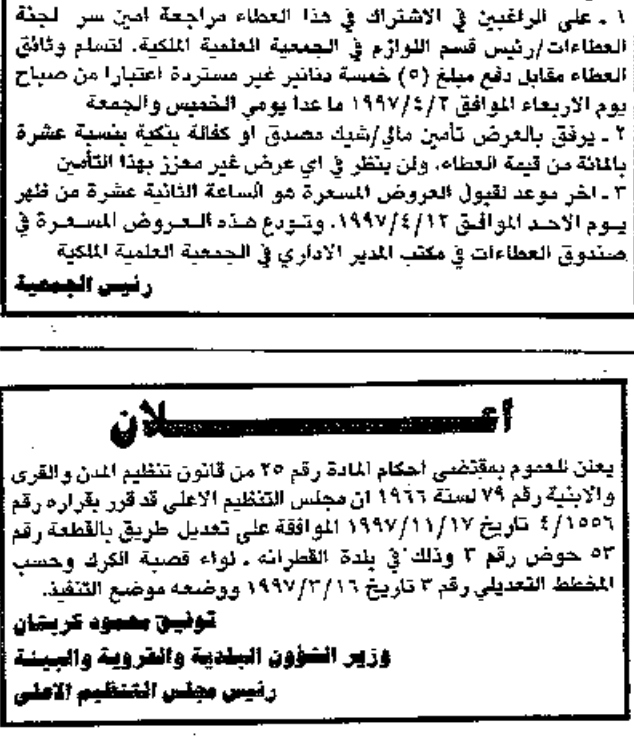 ١ ـ على الراغبين في الاشتراك في هذا العطاء مراجعة امين سر لجنة
العطاءات/رئيس قسم اللوازم في الجمعية العلمية الملكية. لتسلم وثائق
العطاء مقابل دفع مبلغ (٥) خمسة دنانير غير مستردة اعتبارا من صباح
يوم الاربعاء الموافق ١٩٩٧/٤/٢ ما عدا يومي الخميس والجمعة
٢ ـ يرفق بالعرض تأمين مالي/شيك مصدق او كفالة بنكية بنسبة عشرة
بالمائة من قيمة العطاء. ولن ينظر في اي عرض غير معزز بهذا التأمين
٣ ـ اخر موعد لقبول العروض المسعرة هو الساعة الثانية عشرة من ظهر
يوم الاحد الموافق ١٩٩٧/٤/١٣. وتودع هذه العروض المسعرة في
صندوق العطاءات في مكتب المدير الاداري في الجمعية العلمية الملكية
رئيس الجمعية
اعـــــــلان
يعلن للعموم بمقتضى احكام المادة رقم ٢٥ من قانون تنظيم المدن والقرى
والابنية رقم ٧٩ لسنة ١٩٦٦ ان مجلس التنظيم الاعلى قد قرر بقراره رقم
٤/١٥٥٦ تاريخ ١٩٩٧/١١/١٧ الموافقة على تعديل طريق بالقطعة رقم
٥٣ حوض رقم ٣ وذلك في بلدة القطرانه ـ لواء قصبة الكرك وحسب
المخطط التعديلي رقم ٣ تاريخ ١٩٩٧/٣/١٦ ووضعه موضع التنفيذ.
توفيق محمود كريشان
وزير الشؤون البلدية والقروية والبيئة
رئيس مجلس التنظيم الاعلى